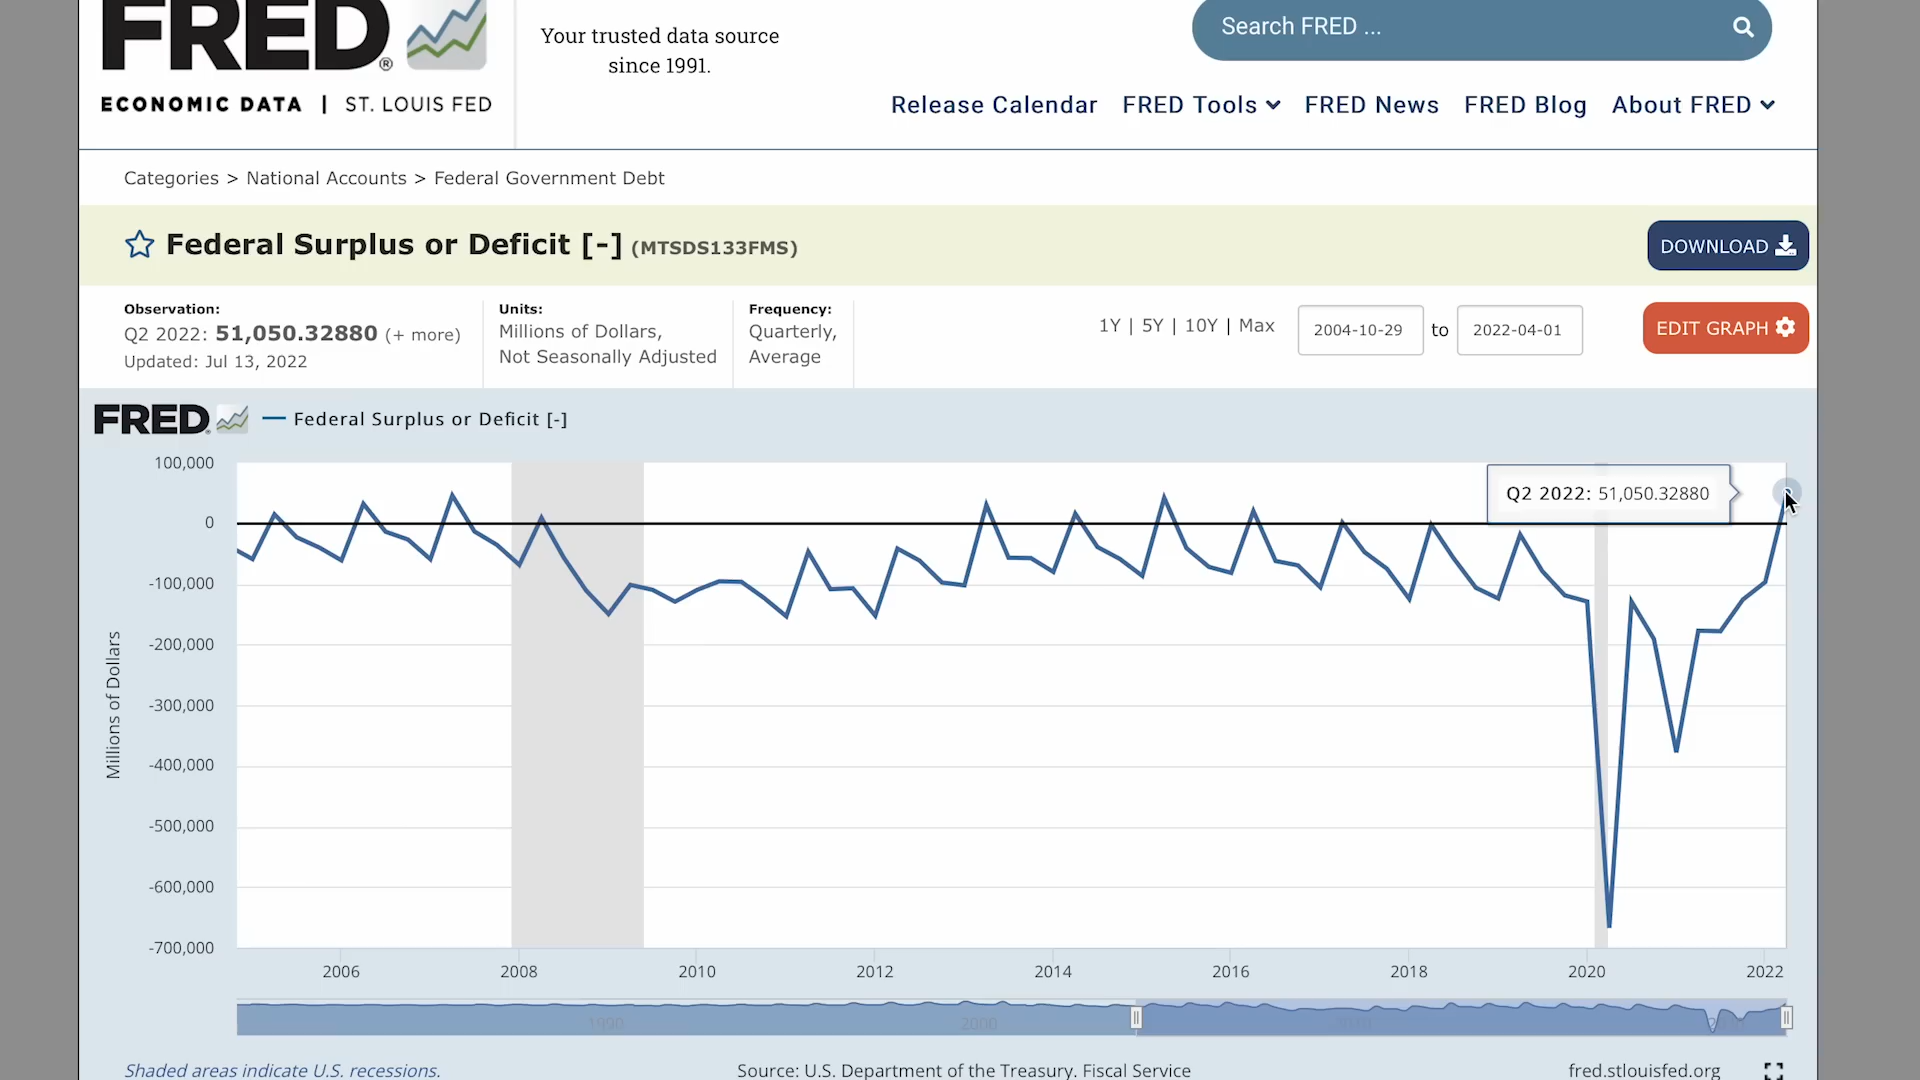 FRED®
ECONOMIC DATA | ST. LOUIS FED
Your trusted data source
since 1991.
Search FRED ...
Release Calendar FRED Tools FRED News FRED Blog About FRED
Categories > National Accounts > Federal Government Debt
Federal Surplus or Deficit [-] (MTSDS133FMS)
DOWNLOAD
Observation:
Q2 2022: 51,050.32880 (+ more)
Updated: Jul 13, 2022
Units:
Millions of Dollars,
Not Seasonally Adjusted
Frequency:
Quarterly,
Average
1Y | 5Y | 10Y | Max
2004-10-29 to 2022-04-01
EDIT GRAPH
FRED
Federal Surplus or Deficit [-]
Q2 2022: 51,050.32880
Millions of Dollars
100,000
0
-100,000
-200,000
-300,000
-400,000
-500,000
-600,000
-700,000
2006 2008 2010 2012 2014 2016 2018 2020 2022
1990 2000
Shaded areas indicate U.S. recessions.
Source: U.S. Department of the Treasury. Fiscal Service
fred.stlouisfed.org